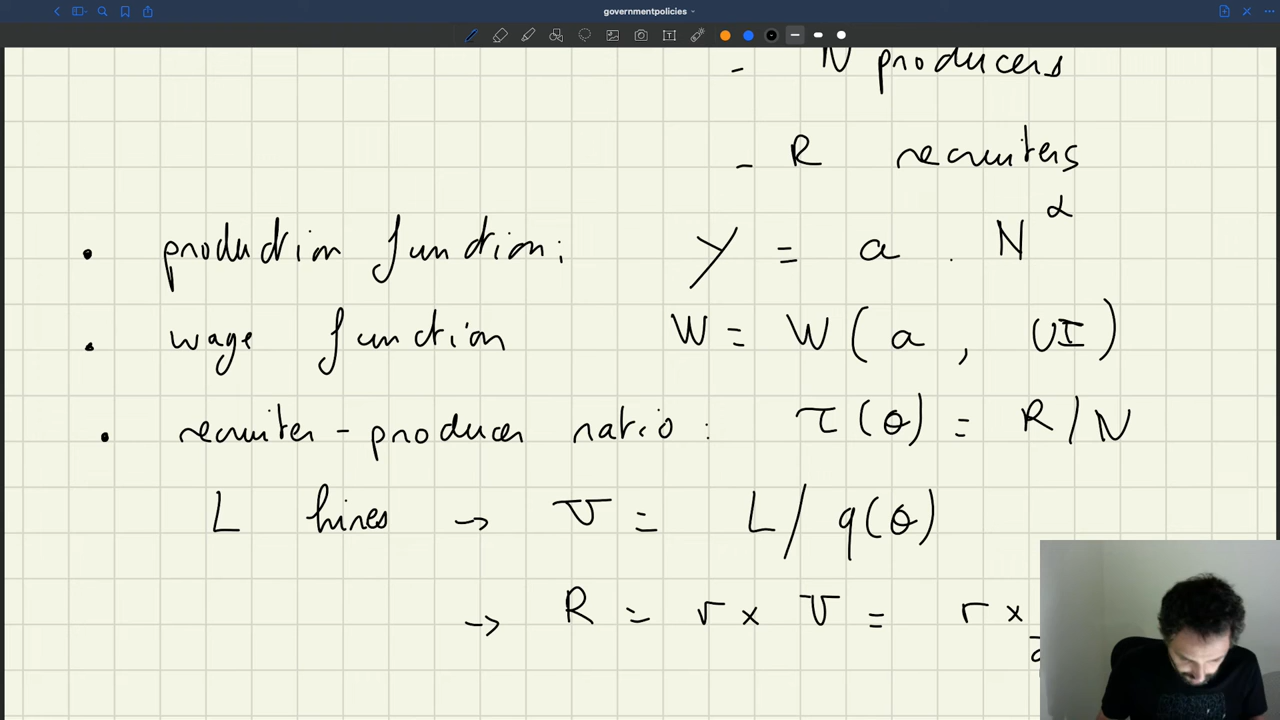 governmentpolicies
- N producers
- R recruiters
• production function: Y = a . N^α
• wage function W = W(a, UI)
• recruiter-producer ratio: τ(θ) = R/N
L hires → V = L/q(θ)
→ R = r × V = r ×